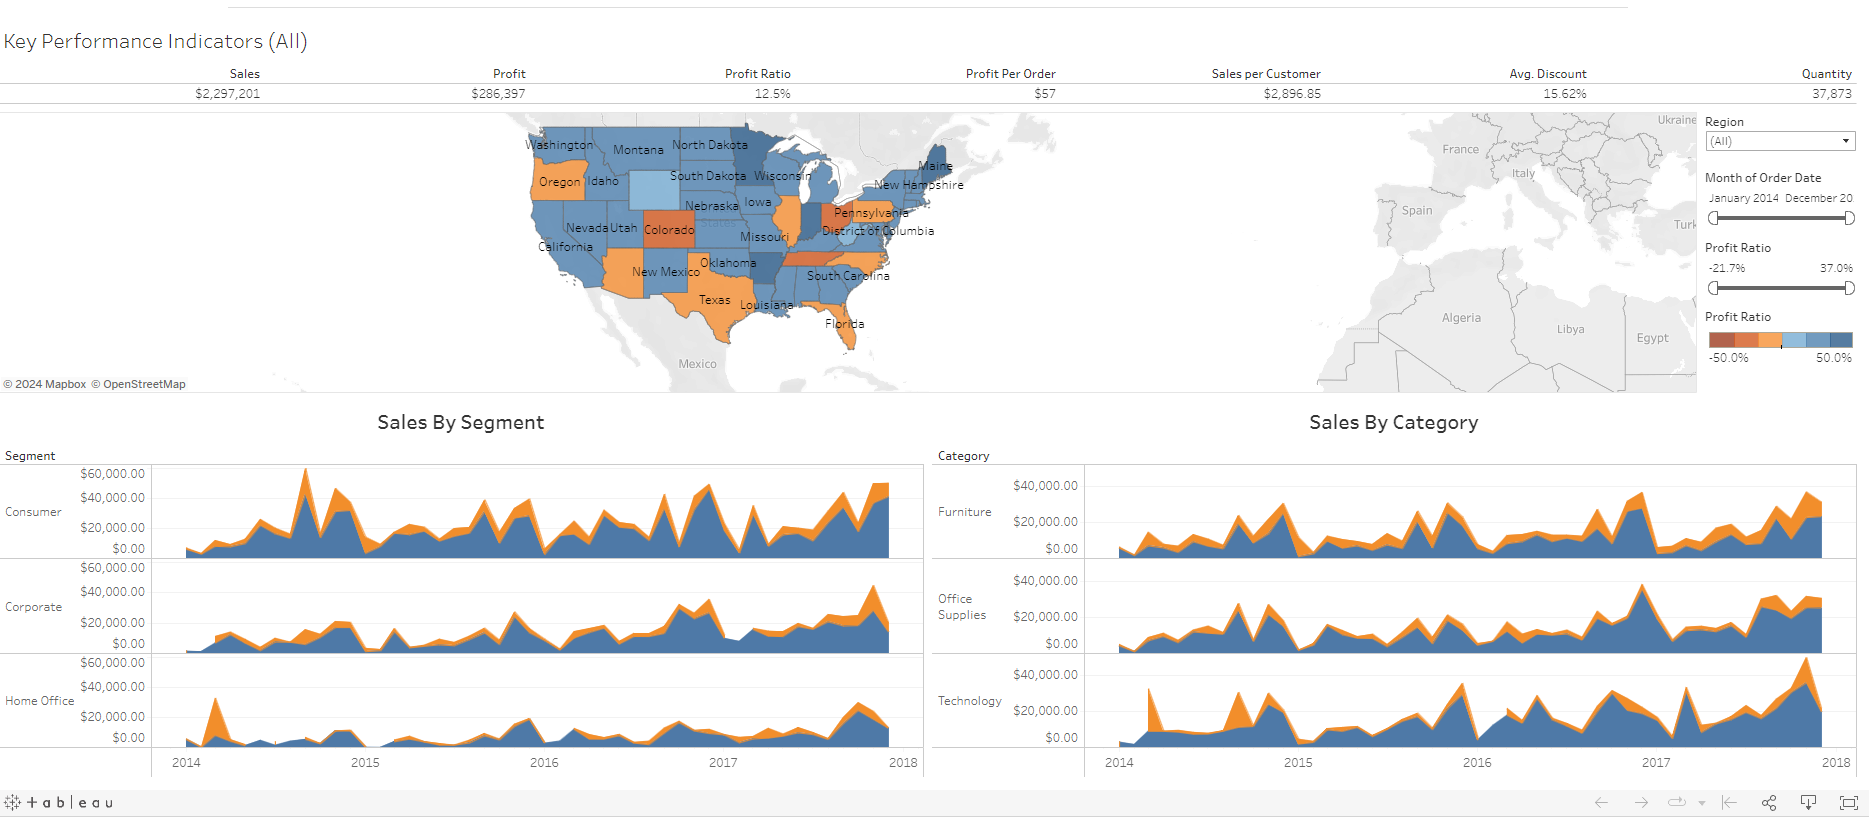 Key Performance Indicators (All)
Sales Profit Profit Ratio Profit Per Order Sales per Customer Avg. Discount Quantity
$2,297,201 $286,397 12.5% $57 $2,896.85 15.62% 37,873
Washington Montana North Dakota Maine
Oregon Idaho South Dakota Wisconsin New Hampshire
Nebraska Iowa Pennsylvania
Nevada Utah Colorado States Missouri District of Columbia
California
New Mexico Oklahoma South Carolina
Texas Louisiana
Florida
Mexico
Ukraine
France
Italy
Spain
Turk
Algeria
Libya
Egypt
© 2024 Mapbox © OpenStreetMap
Region
(All)
Month of Order Date
January 2014 December 20
Profit Ratio
-21.7% 37.0%
Profit Ratio
-50.0% 50.0%
Sales By Segment
Segment
Consumer
$60,000.00
$40,000.00
$20,000.00
$0.00
Corporate
$60,000.00
$40,000.00
$20,000.00
$0.00
Home Office
$60,000.00
$40,000.00
$20,000.00
$0.00
2014 2015 2016 2017 2018
Sales By Category
Category
Furniture
$40,000.00
$20,000.00
$0.00
Office
Supplies
$40,000.00
$20,000.00
$0.00
Technology
$40,000.00
$20,000.00
$0.00
2014 2015 2016 2017 2018
+ableau